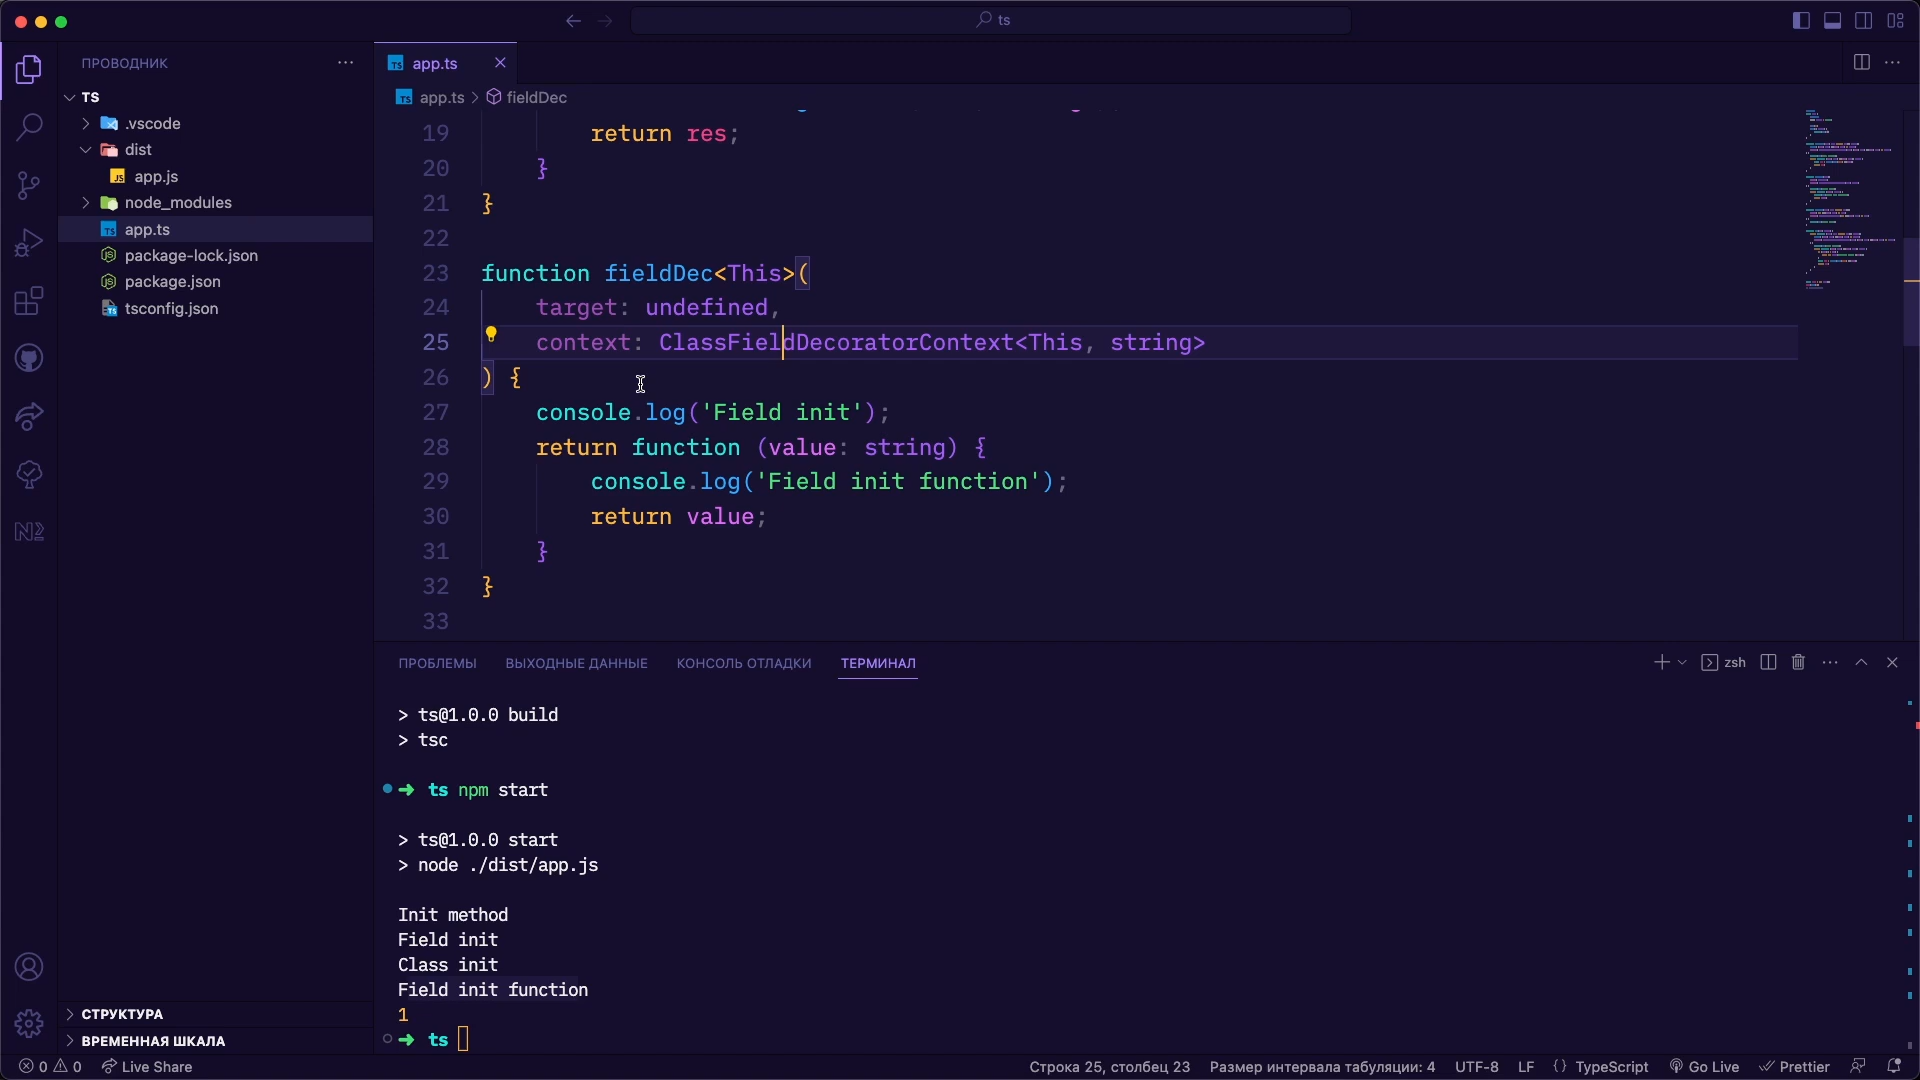 ts
ПРОВОДНИК
TS
.vscode
dist
app.js
node_modules
app.ts
package-lock.json
package.json
tsconfig.json
СТРУКТУРА
ВРЕМЕННАЯ ШКАЛА
app.ts
app.ts > fieldDec
19 return res;
20 }
21 }
22
23 function fieldDec<This>(
24 target: undefined,
25 context: ClassFieldDecoratorContext<This, string>
26 ) {
27 console.log('Field init');
28 return function (value: string) {
29 console.log('Field init function');
30 return value;
31 }
32 }
33
ПРОБЛЕМЫ ВЫХОДНЫЕ ДАННЫЕ КОНСОЛЬ ОТЛАДКИ ТЕРМИНАЛ zsh
> ts@1.0.0 build
> tsc
➜ ts npm start
> ts@1.0.0 start
> node ./dist/app.js
Init method
Field init
Class init
Field init function
1
➜ ts
0 0 Live Share Строка 25, столбец 23 Размер интервала табуляции: 4 UTF-8 LF {} TypeScript Go Live Prettier